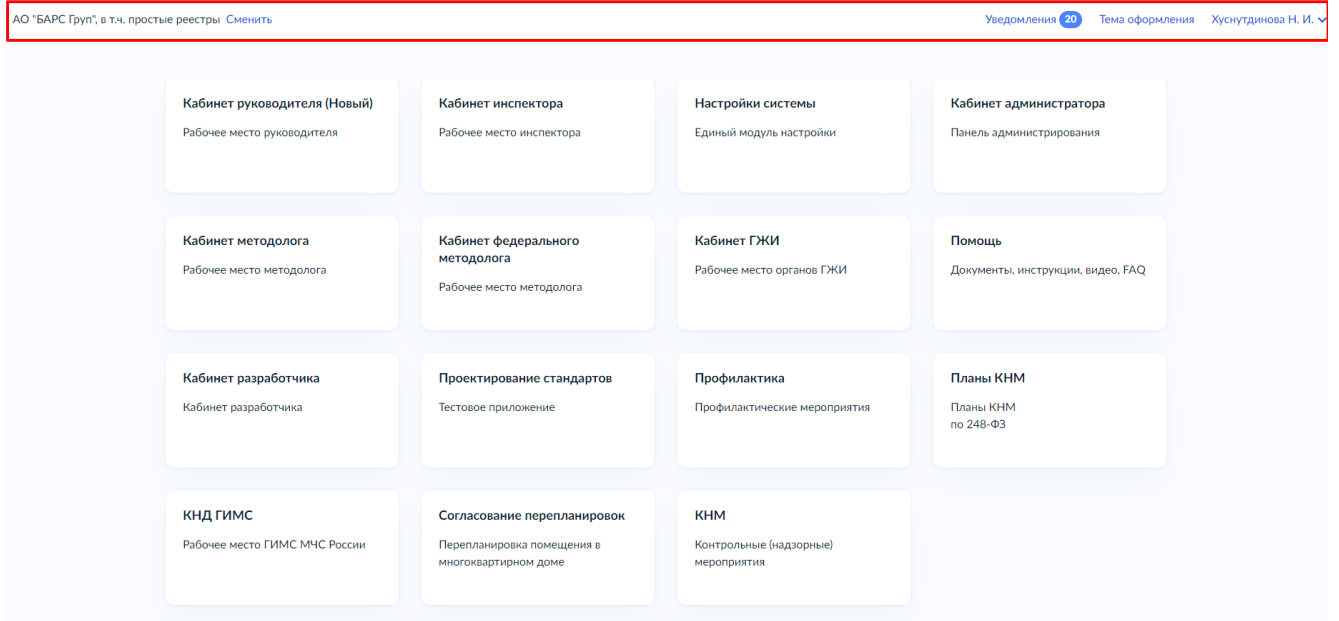 АО "БАРС Груп", в т.ч. простые реестры Сменить
Уведомления 20 Тема оформления Хуснутдинова Н. И.
Кабинет руководителя (Новый)
Рабочее место руководителя
Кабинет инспектора
Рабочее место инспектора
Настройки системы
Единый модуль настройки
Кабинет администратора
Панель администрирования
Кабинет методолога
Рабочее место методолога
Кабинет федерального
методолога
Рабочее место методолога
Кабинет ГЖИ
Рабочее место органов ГЖИ
Помощь
Документы, инструкции, видео, FAQ
Кабинет разработчика
Кабинет разработчика
Проектирование стандартов
Тестовое приложение
Профилактика
Профилактические мероприятия
Планы КНМ
Планы КНМ
по 248-ФЗ
КНД ГИМС
Рабочее место ГИМС МЧС России
Согласование перепланировок
Перепланировка помещения в
многоквартирном доме
КНМ
Контрольные (надзорные)
мероприятия